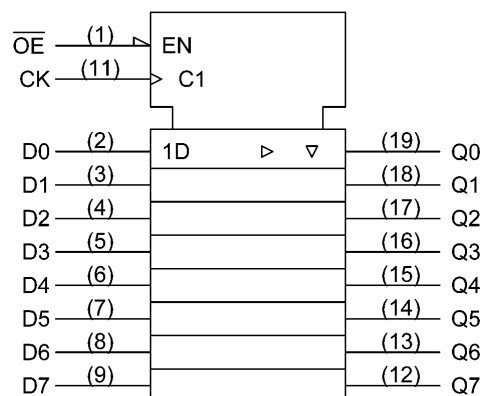 O̅E̅ (1) EN
CK (11) C1
D0 (2) 1D (19) Q0
D1 (3) (18) Q1
D2 (4) (17) Q2
D3 (5) (16) Q3
D4 (6) (15) Q4
D5 (7) (14) Q5
D6 (8) (13) Q6
D7 (9) (12) Q7